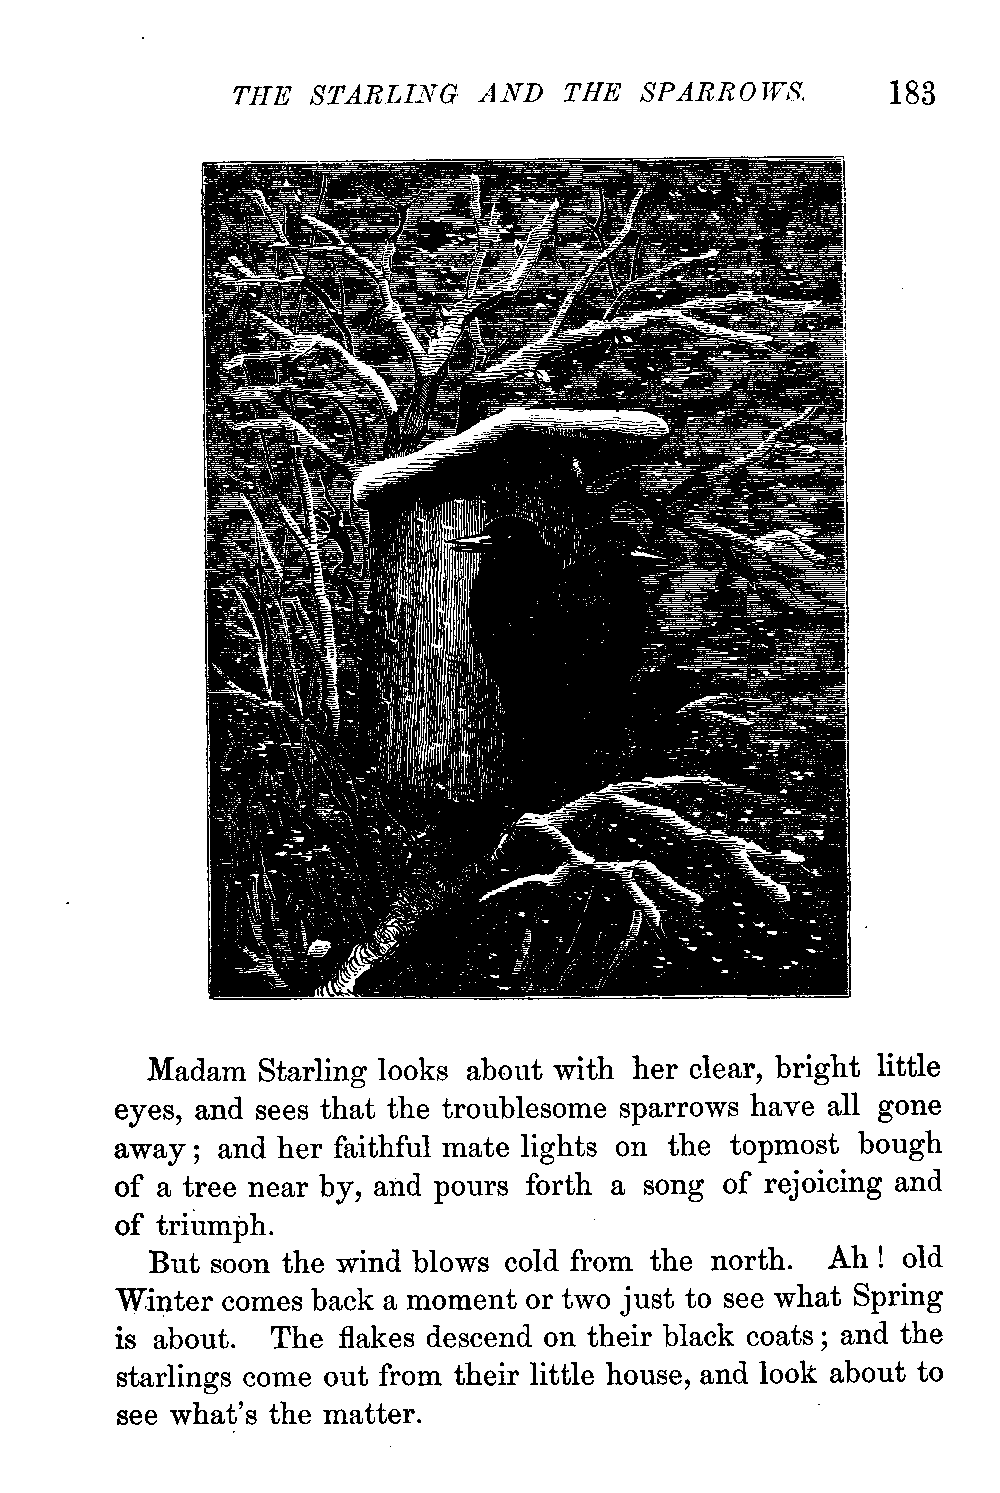 THE STARLING AND THE SPARROWS. 183
Madam Starling looks about with her clear, bright little
eyes, and sees that the troublesome sparrows have all gone
away; and her faithful mate lights on the topmost bough
of a tree near by, and pours forth a song of rejoicing and
of triumph.
But soon the wind blows cold from the north. Ah! old
Winter comes back a moment or two just to see what Spring
is about. The flakes descend on their black coats; and the
starlings come out from their little house, and look about to
see what's the matter.